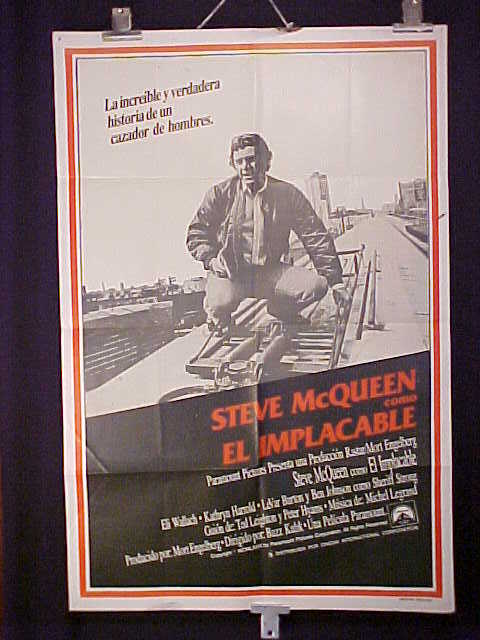 La increíble y verdadera
historia de un
cazador de hombres.
STEVE McQUEEN
como
EL IMPLACABLE
Paramount Pictures Presenta una Producción Rastar/Mort Engelberg
Steve McQueen como El Implacable
Eli Wallach · Kathryn Harrold · LeVar Burton y Ben Johnson como Sheriff Strong
Guión de Ted Leighton y Peter Hyams · Música de Michel Legrand
Producido por: Mort Engelberg · Dirigido por: Buzz Kulik · Una Película Paramount